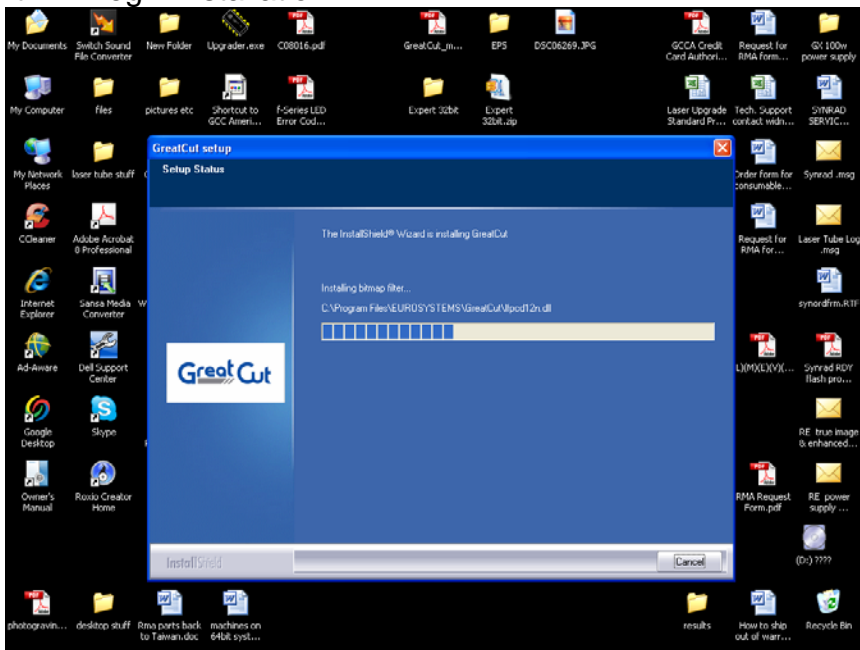 My Documents
Switch Sound
File Converter
New Folder
Upgrader.exe
C08016.pdf
GreatCut_m...
EPS
DSC06269.JPG
GCCA Credit
Card Authori...
Request for
RMA form...
GX 100w
power supply
My Computer
files
pictures etc
Shortcut to
GCC Ameri...
f-Series LED
Error Cod...
Expert 32bit
Expert
32bit.zip
Laser Upgrade
Standard Pr...
Tech. Support
contact widn...
SYNRAD
SERVIC...
My Network
Places
laser tube stuff
GreatCut setup
Setup Status
Order form for
consumable...
Synrad .msg
CCleaner
Adobe Acrobat
8 Professional
The InstallShield® Wizard is installing GreatCut
Request for
RMA for...
Laser Tube Log
.msg
Internet
Explorer
Sansa Media
Converter
Installing bitmap filter...
C:\Program Files\EUROSYSTEMS\GreatCut\lfpcd12n.dll
synordfrm.RTF
Ad-Aware
Dell Support
Center
Great Cut
L)(M)(L)(V)(...
Synrad RDY
flash pro...
Google
Desktop
Skype
RE true image
& enhanced...
Owner's
Manual
Roxio Creator
Home
RMA Request
Form.pdf
RE power
supply ...
InstallShield
Cancel
(D:) ????
photogravin...
desktop stuff
Rma parts back
to Taiwan.doc
machines on
64bit syst...
results
How to ship
out of warr...
Recycle Bin